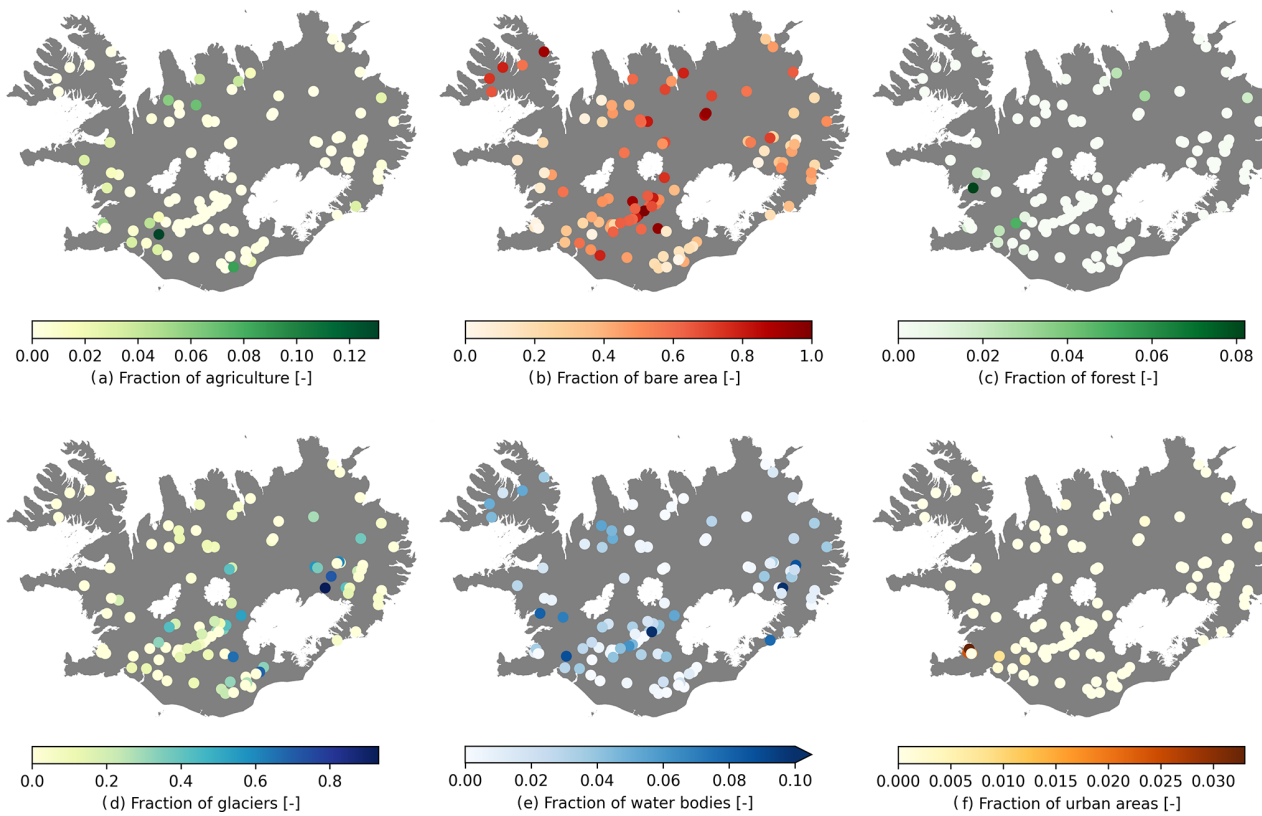 0.00 0.02 0.04 0.06 0.08 0.10 0.12
(a) Fraction of agriculture [-]
0.0 0.2 0.4 0.6 0.8 1.0
(b) Fraction of bare area [-]
0.00 0.02 0.04 0.06 0.08
(c) Fraction of forest [-]
0.0 0.2 0.4 0.6 0.8
(d) Fraction of glaciers [-]
0.00 0.02 0.04 0.06 0.08 0.10
(e) Fraction of water bodies [-]
0.000 0.005 0.010 0.015 0.020 0.025 0.030
(f) Fraction of urban areas [-]